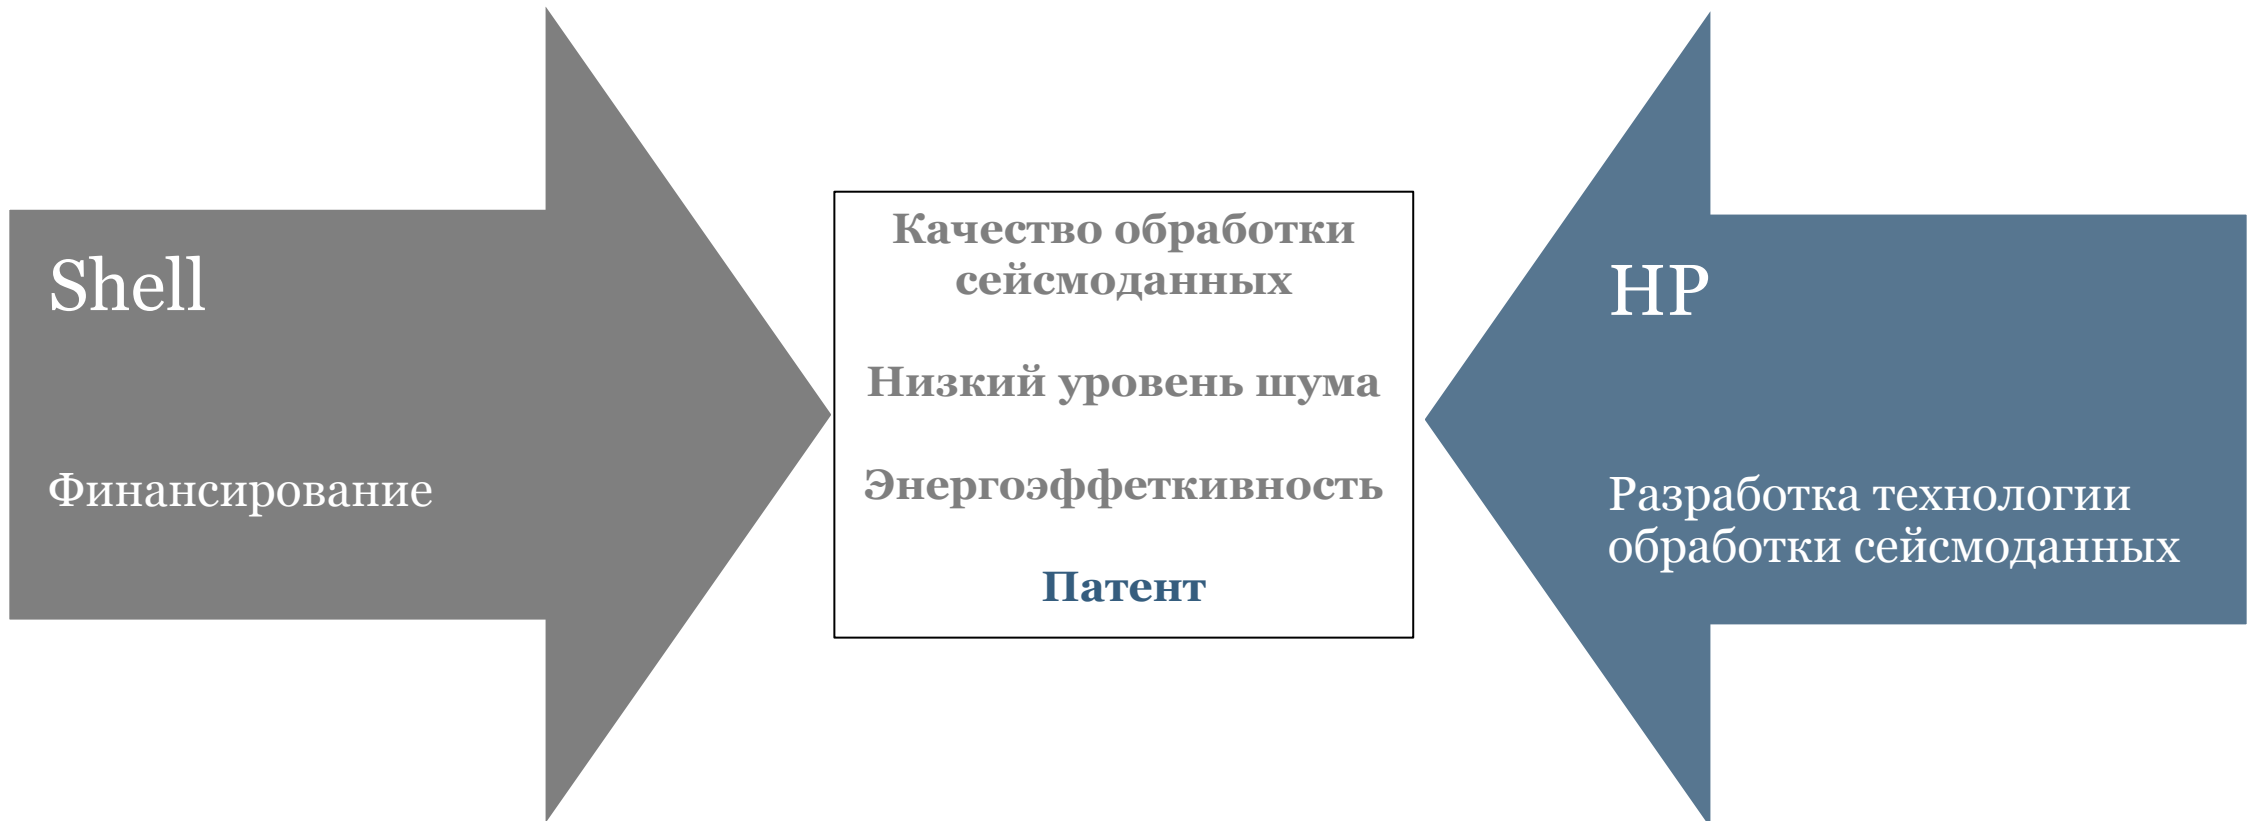 Shell
Финансирование
Качество обработки
сейсмоданных
Низкий уровень шума
Энергоэффеткивность
Патент
HP
Разработка технологии
обработки сейсмоданных